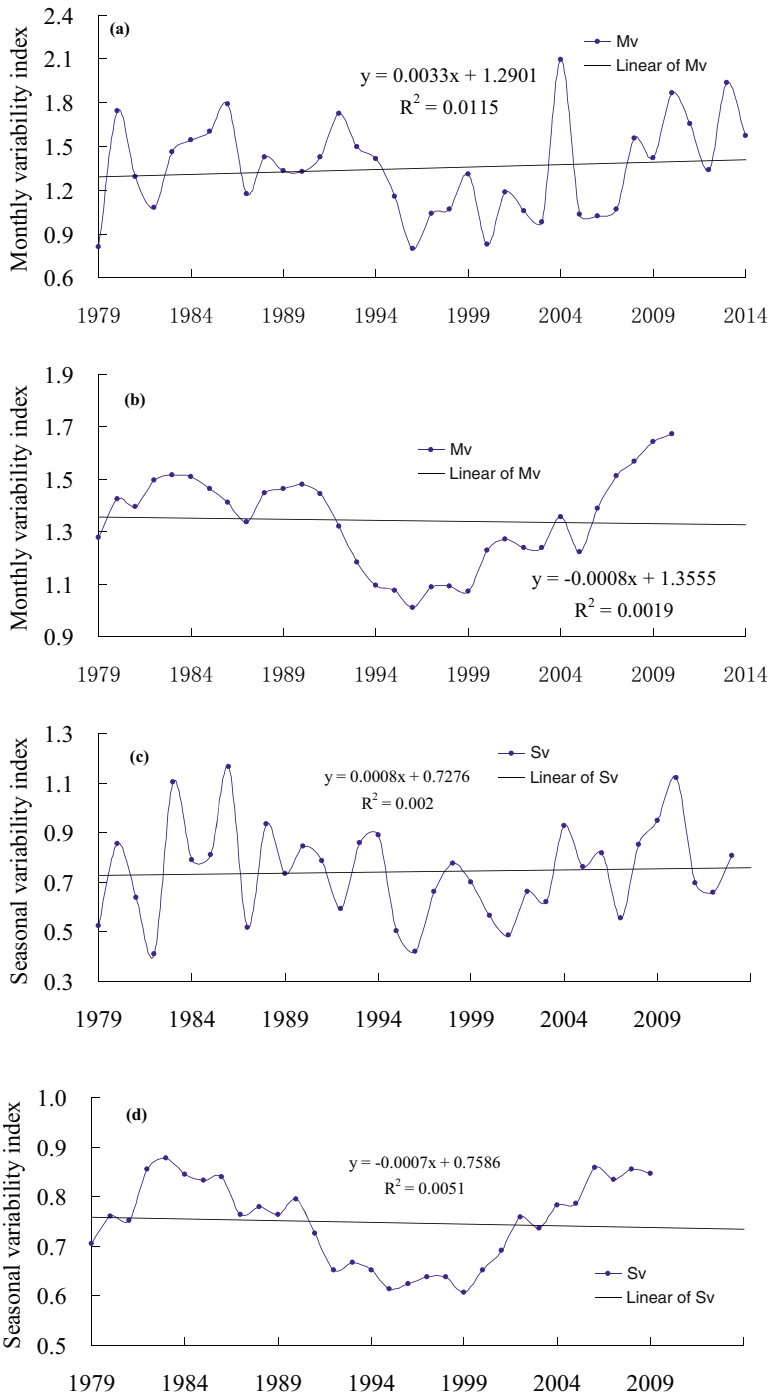 (a)
Monthly variability index
2.4
2.1
1.8
1.5
1.2
0.9
0.6
Mv
Linear of Mv
y = 0.0033x + 1.2901
R² = 0.0115
1979 1984 1989 1994 1999 2004 2009 2014
(b)
Monthly variability index
1.9
1.7
1.5
1.3
1.1
0.9
Mv
Linear of Mv
y = -0.0008x + 1.3555
R² = 0.0019
1979 1984 1989 1994 1999 2004 2009 2014
(c)
Seasonal variability index
1.3
1.1
0.9
0.7
0.5
0.3
Sv
Linear of Sv
y = 0.0008x + 0.7276
R² = 0.002
1979 1984 1989 1994 1999 2004 2009
(d)
Seasonal variability index
1.0
0.9
0.8
0.7
0.6
0.5
y = -0.0007x + 0.7586
R² = 0.0051
Sv
Linear of Sv
1979 1984 1989 1994 1999 2004 2009